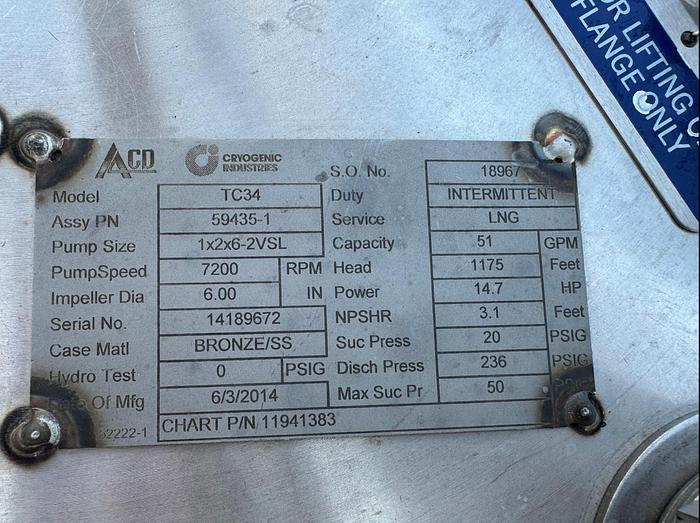 ACD CRYOGENIC INDUSTRIES
S.O. No. 18967
Model TC34 Duty INTERMITTENT
Assy PN 59435-1 Service LNG
Pump Size 1x2x6-2VSL Capacity 51 GPM
PumpSpeed 7200 RPM Head 1175 Feet
Impeller Dia 6.00 IN Power 14.7 HP
Serial No. 14189672 NPSHR 3.1 Feet
Case Matl BRONZE/SS Suc Press 20 PSIG
Hydro Test 0 PSIG Disch Press 236 PSIG
Of Mfg 6/3/2014 Max Suc Pr 50 PSIG
2222-1 CHART P/N 11941383
OR LIFTING
FLANGE ONLY